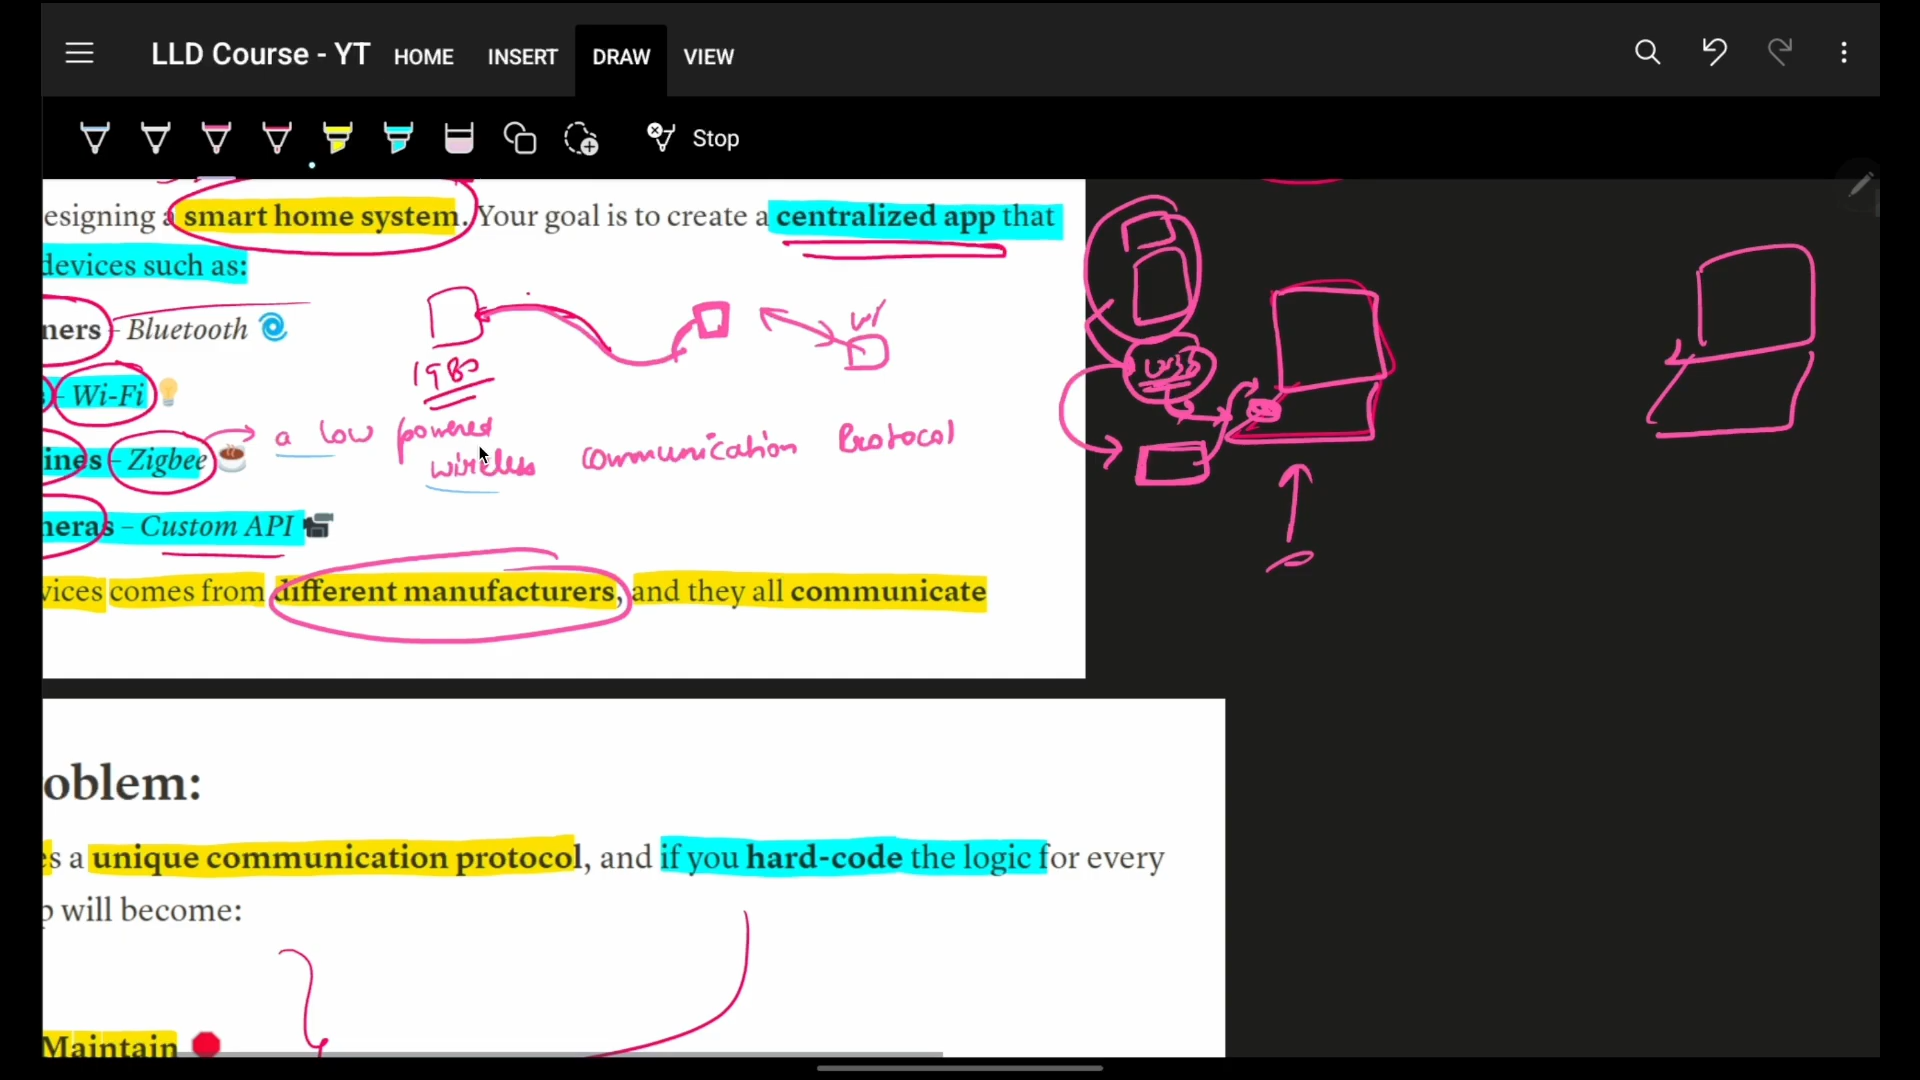 LLD Course - YT HOME INSERT DRAW VIEW
Stop
esigning a smart home system. Your goal is to create a centralized app that
devices such as:
ners – Bluetooth
– Wi-Fi
1980
ines – Zigbee
a low powered
wireless communication Protocol
neras – Custom API
vices comes from different manufacturers, and they all communicate
oblem:
es a unique communication protocol, and if you hard-code the logic for every
p will become:
Maintain